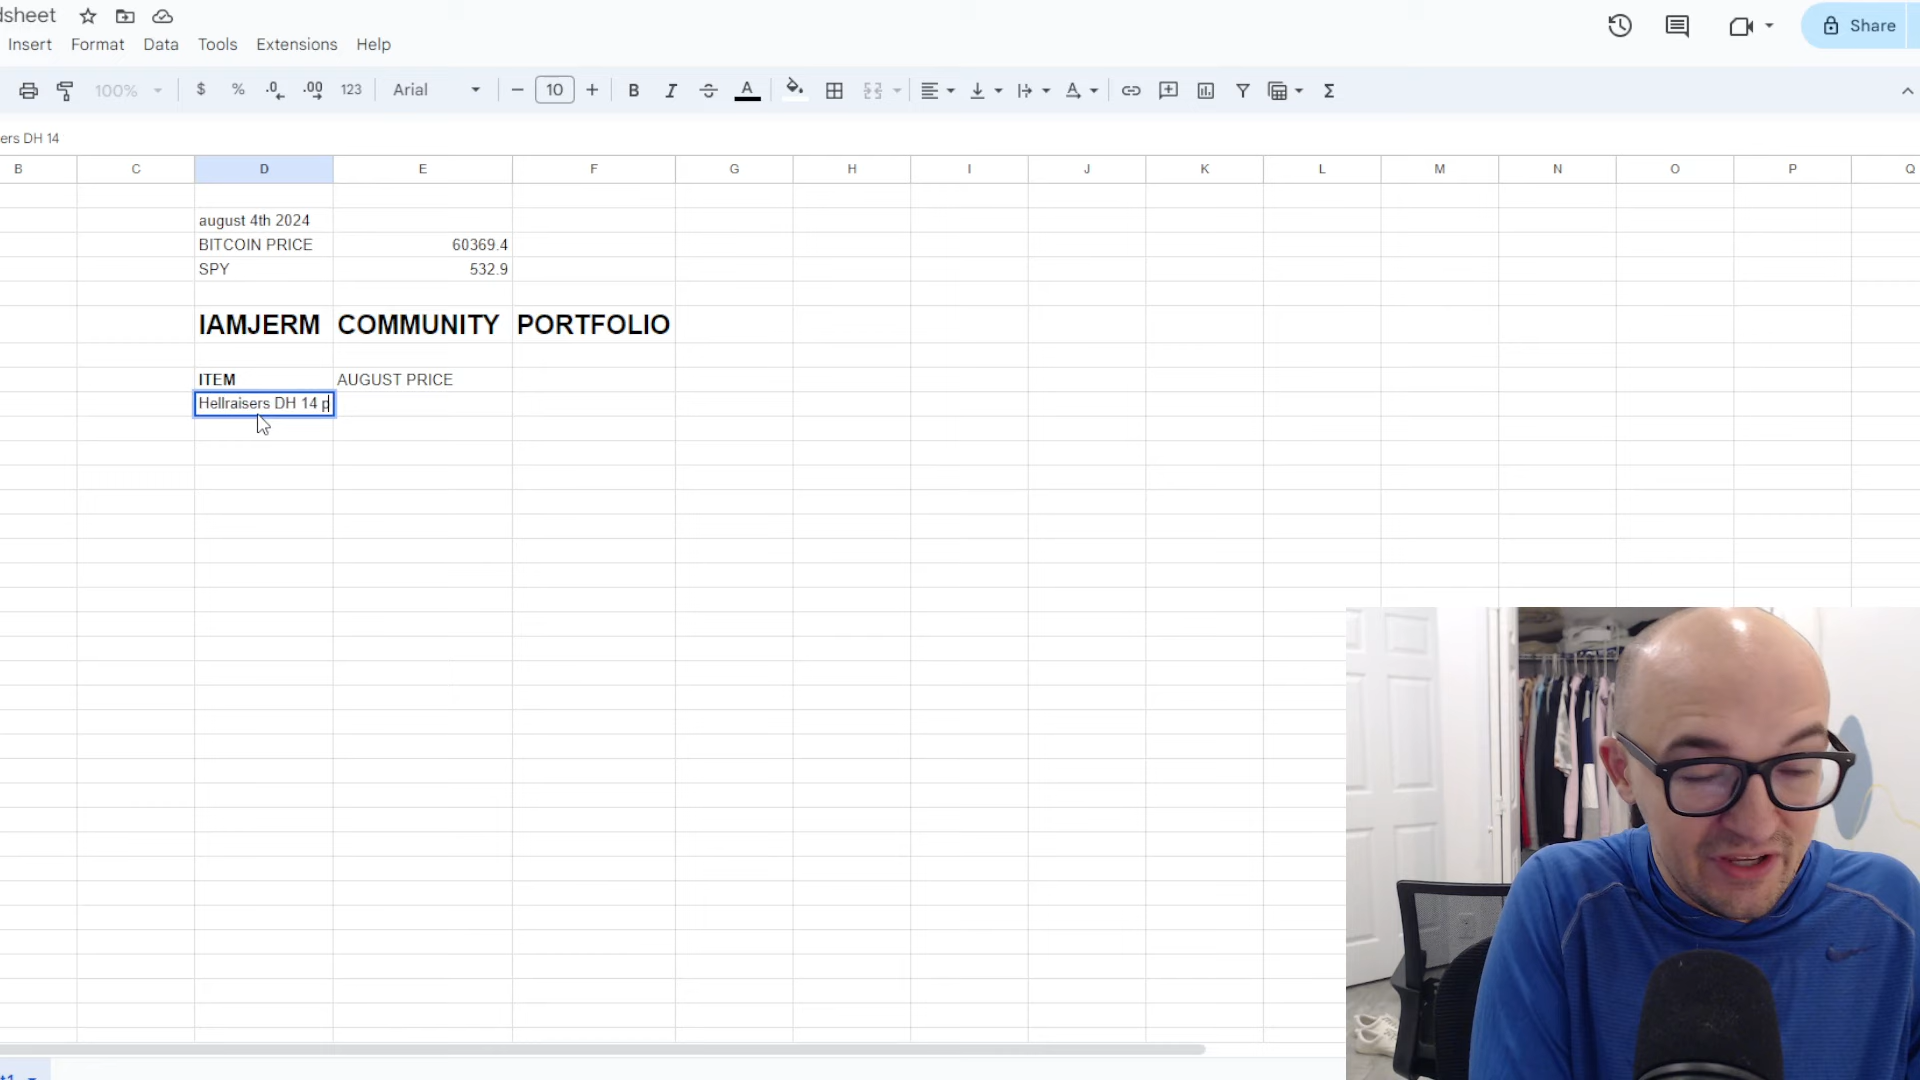 dsheet
Insert Format Data Tools Extensions Help
Share
100% $ % .0 .00 123 Arial 10 B I A
ers DH 14
B C D E F G H I J K L M N O P Q
august 4th 2024
BITCOIN PRICE 60369.4
SPY 532.9
IAMJERM COMMUNITY PORTFOLIO
ITEM AUGUST PRICE
Hellraisers DH 14 p